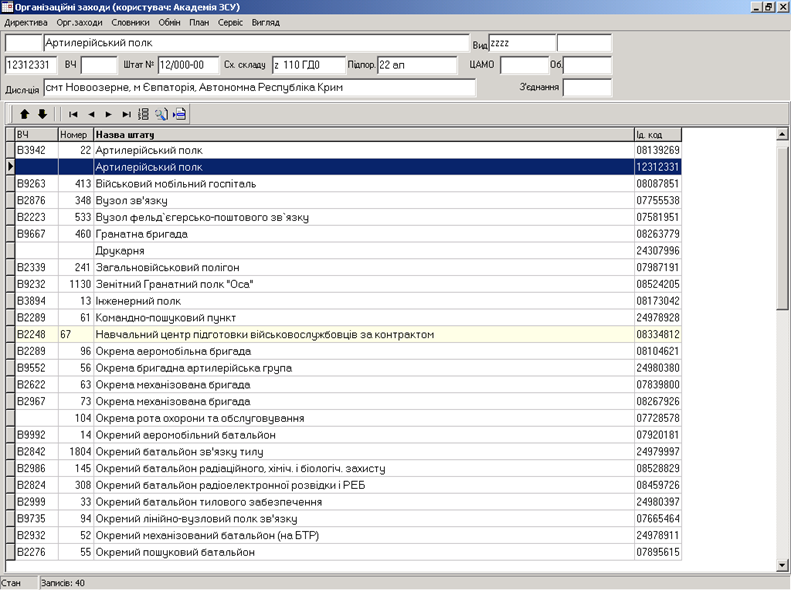 Організаційні заходи (користувач: Академія ЗСУ)
Директива Орг.заходи Словники Обмін План Сервіс Вигляд
Артилерійський полк Вид zzzz
12312331 ВЧ Штат № 12/000-00 Сх. складу z 110 ГД0 Підпор. 22 ап ЦАМО Об.
Дисл-ція смт Новоозерне, м Євпаторія, Автономна Республіка Крим З'єднання
ВЧ Номер Назва штату Ід. код
В3942 22 Артилерійський полк 08139269
Артилерійський полк 12312331
В9263 413 Військовий мобільний госпіталь 08087851
В2876 348 Вузол зв'язку 07755538
В2223 533 Вузол фельд`єгерсько-поштового зв`язку 07581951
В9667 460 Гранатна бригада 08263779
Друкарня 24307996
В2339 241 Загальновійськовий полігон 07987191
В9232 1130 Зенітний Гранатний полк "Оса" 08524205
В3894 13 Інженерний полк 08173042
В2289 61 Командно-пошуковий пункт 24978928
В2248 67 Навчальний центр підготовки військовослужбовців за контрактом 08334812
В2289 96 Окрема аеромобільна бригада 08104621
В9552 56 Окрема бригадна артилерійська група 24980380
В2622 63 Окрема механізована бригада 07839800
В2967 73 Окрема механізована бригада 08267926
104 Окрема рота охорони та обслуговування 07728578
В9992 14 Окремий аеромобільний батальйон 07920181
В2842 1804 Окремий батальйон зв'язку тилу 24979997
В2986 145 Окремий батальйон радіаційного, хіміч. і біологіч. захисту 08528829
В2824 308 Окремий батальйон радіоелектронної розвідки і РЕБ 08459726
В2999 33 Окремий батальйон тилового забезпечення 24980397
В9735 94 Окремий лінійно-вузловий полк зв'язку 07665464
В2932 52 Окремий механізований батальйон (на БТР) 24978911
В2276 55 Окремий пошуковий батальйон 07895615
Стан Записів: 40